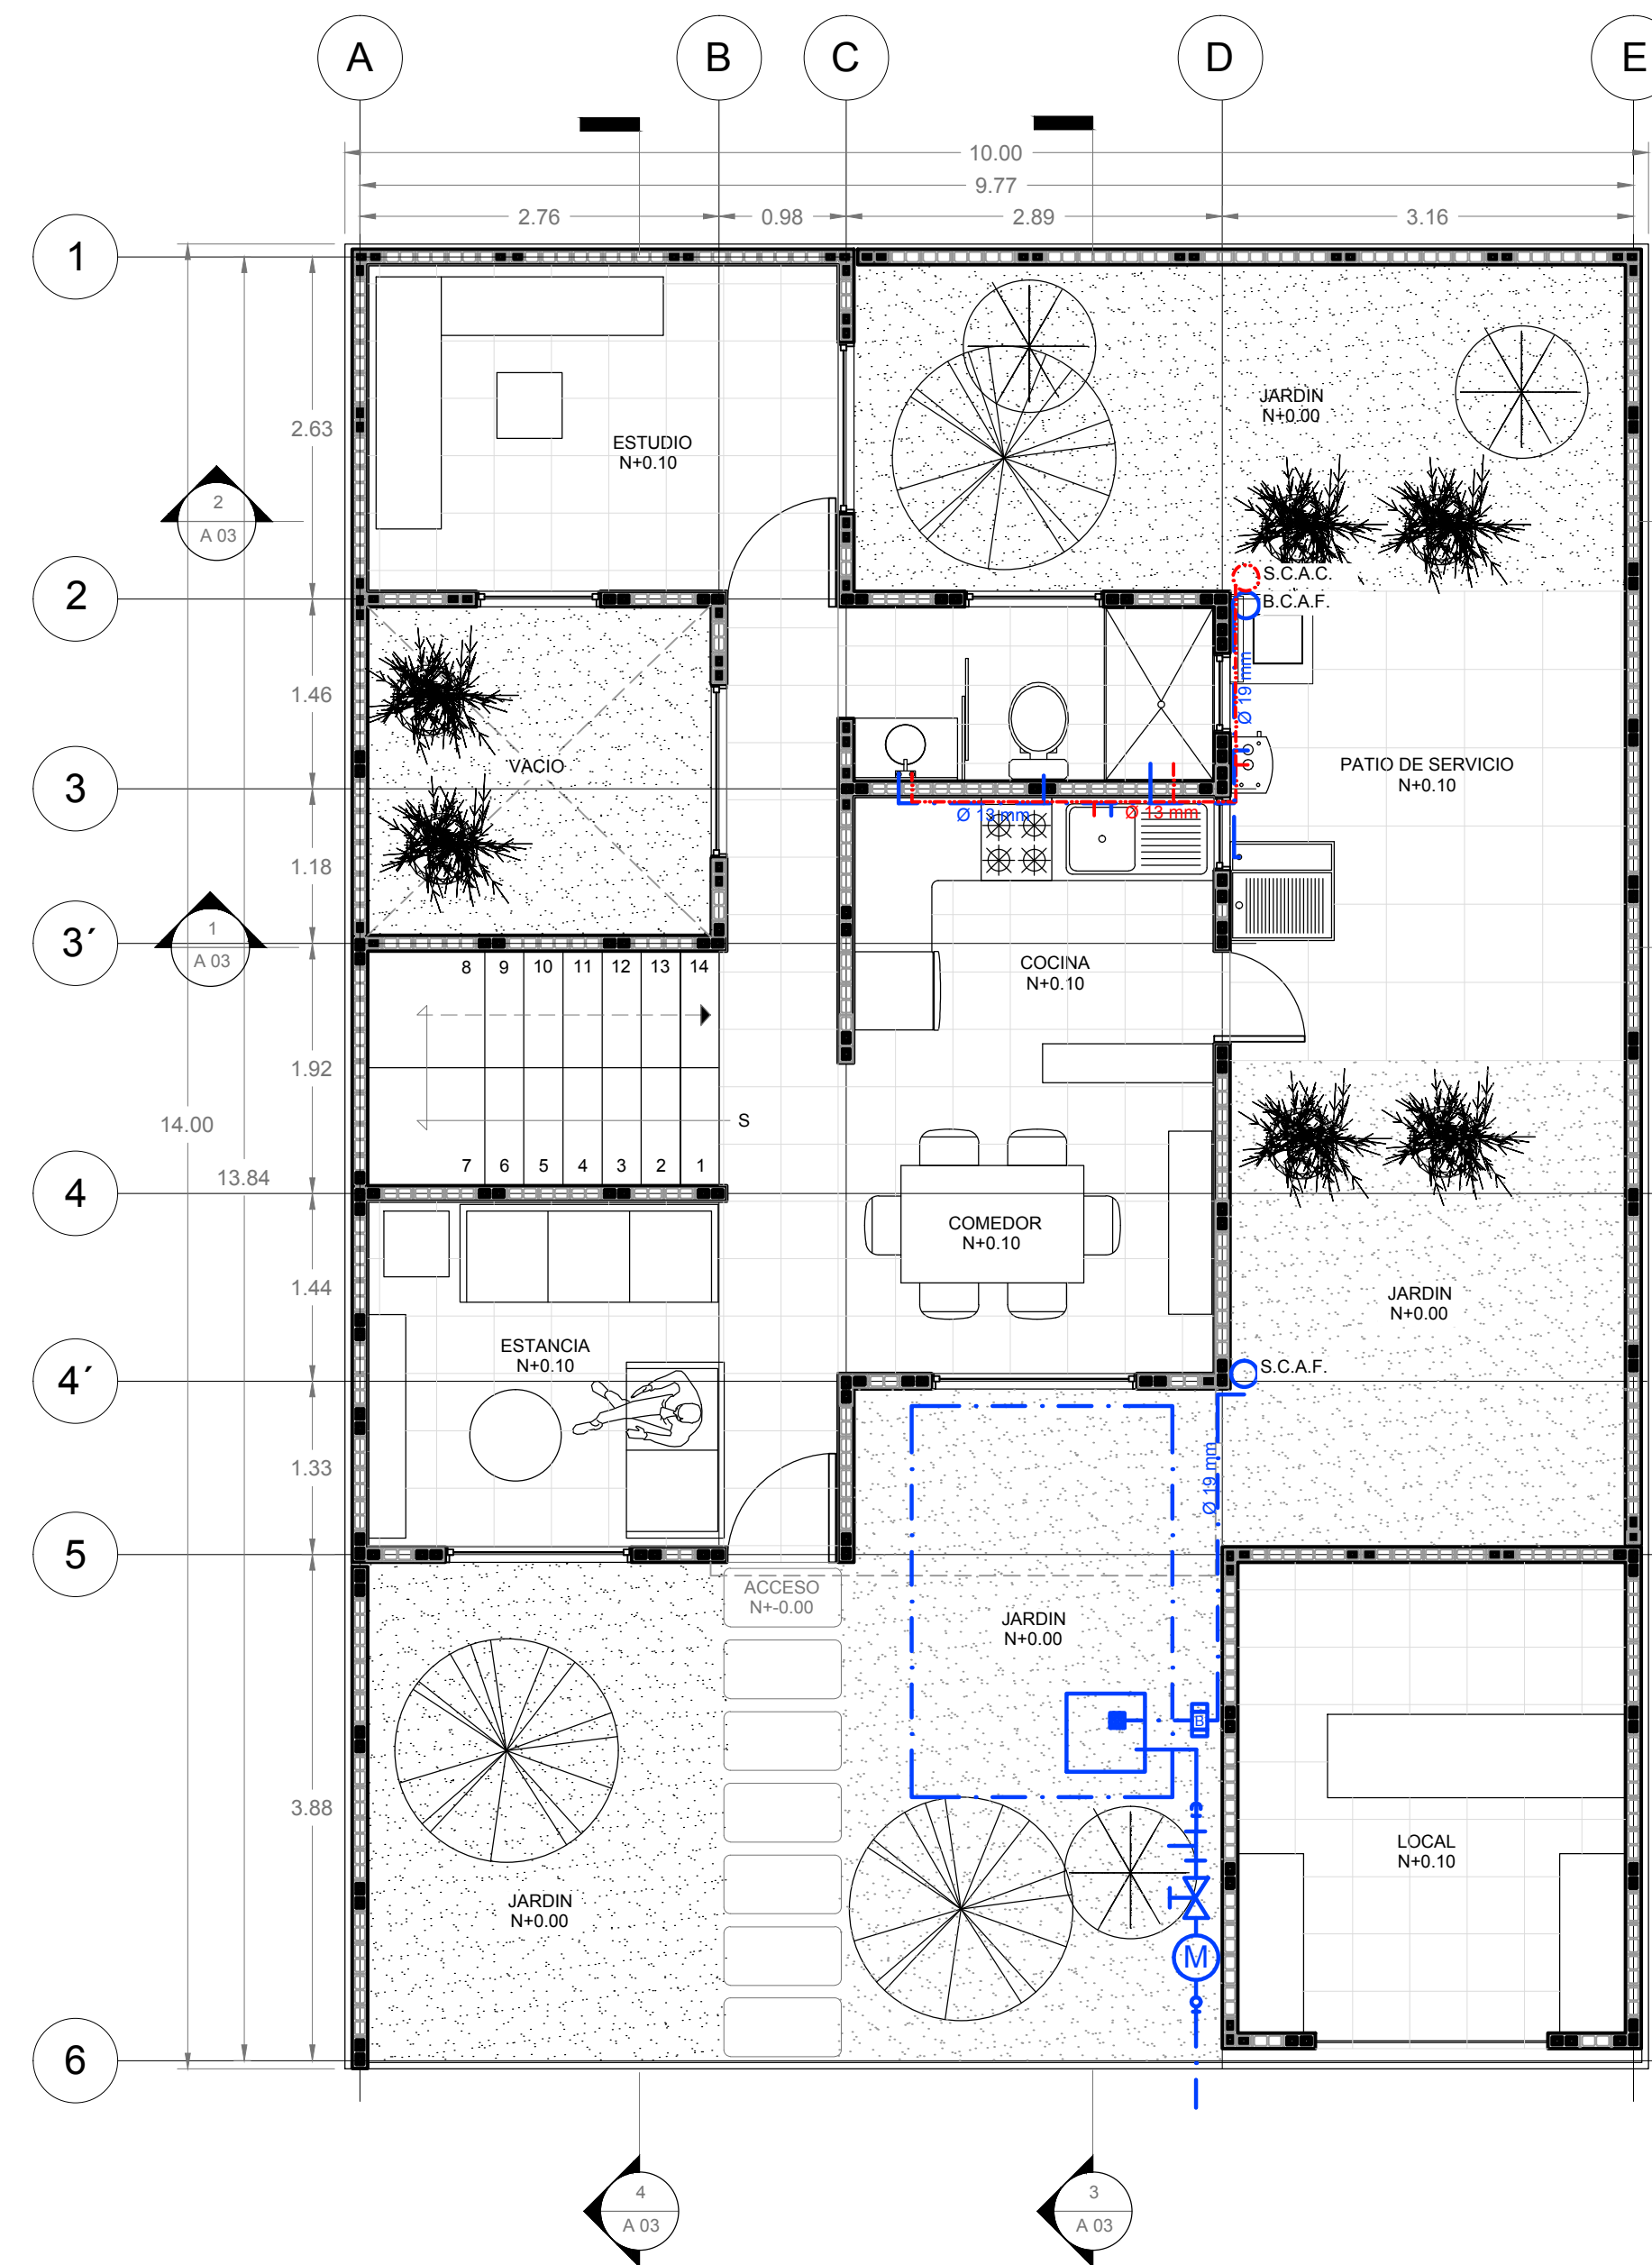 A
B
C
D
E
10.00
9.77
2.76
0.98
2.89
3.16
1
2.63
JARDIN
N+0.00
ESTUDIO
N+0.10
2
A 03
S.C.A.C.
2
B.C.A.F.
1.46
Ø 19 mm
VACIO
PATIO DE SERVICIO
N+0.10
3
Ø 13 mm
Ø 13 mm
1.18
1
A 03
3´
8 9 10 11 12 13 14
COCINA
N+0.10
1.92
14.00
S
13.84
7 6 5 4 3 2 1
4
COMEDOR
N+0.10
1.44
JARDIN
N+0.00
ESTANCIA
N+0.10
4´
S.C.A.F.
1.33
Ø 19 mm
5
ACCESO
N+-0.00
JARDIN
N+0.00
B
3.88
LOCAL
N+0.10
JARDIN
N+0.00
M
6
4
A 03
3
A 03